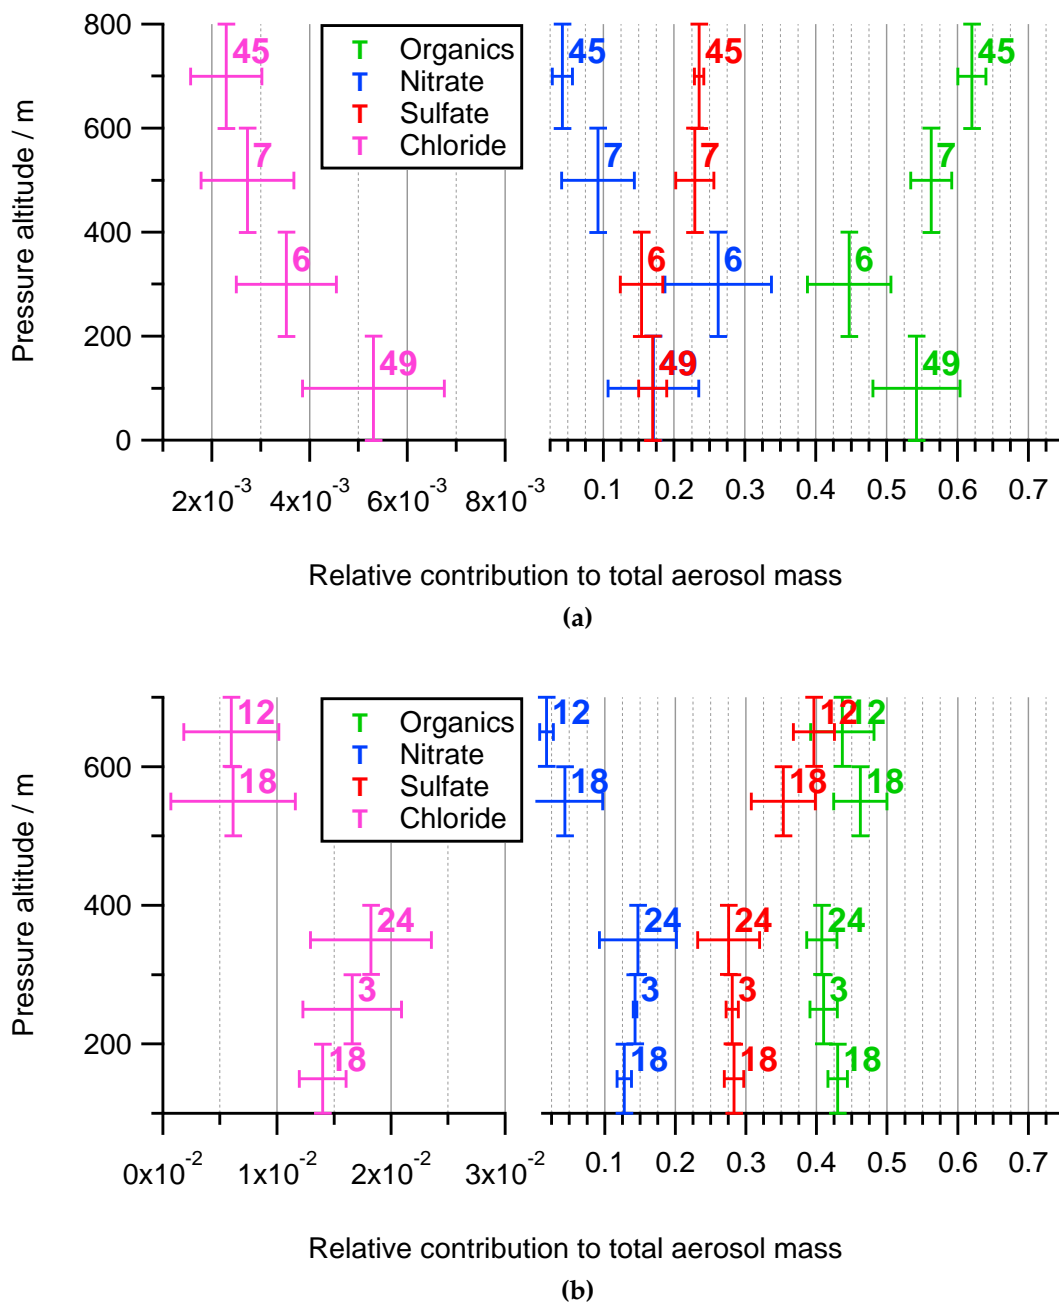 800
600
400
200
0
Pressure altitude / m
45
7
6
49
T Organics
T Nitrate
T Sulfate
T Chloride
45 45 45
7 7 7
6 6 6
49 49
2x10⁻³ 4x10⁻³ 6x10⁻³ 8x10⁻³ 0.1 0.2 0.3 0.4 0.5 0.6 0.7
Relative contribution to total aerosol mass
(a)
600
400
200
Pressure altitude / m
12
18
24
3
18
T Organics
T Nitrate
T Sulfate
T Chloride
12 12 12
18 18 18
24 24 24
3 3 3
18 18 18
0x10⁻² 1x10⁻² 2x10⁻² 3x10⁻² 0.1 0.2 0.3 0.4 0.5 0.6 0.7
Relative contribution to total aerosol mass
(b)